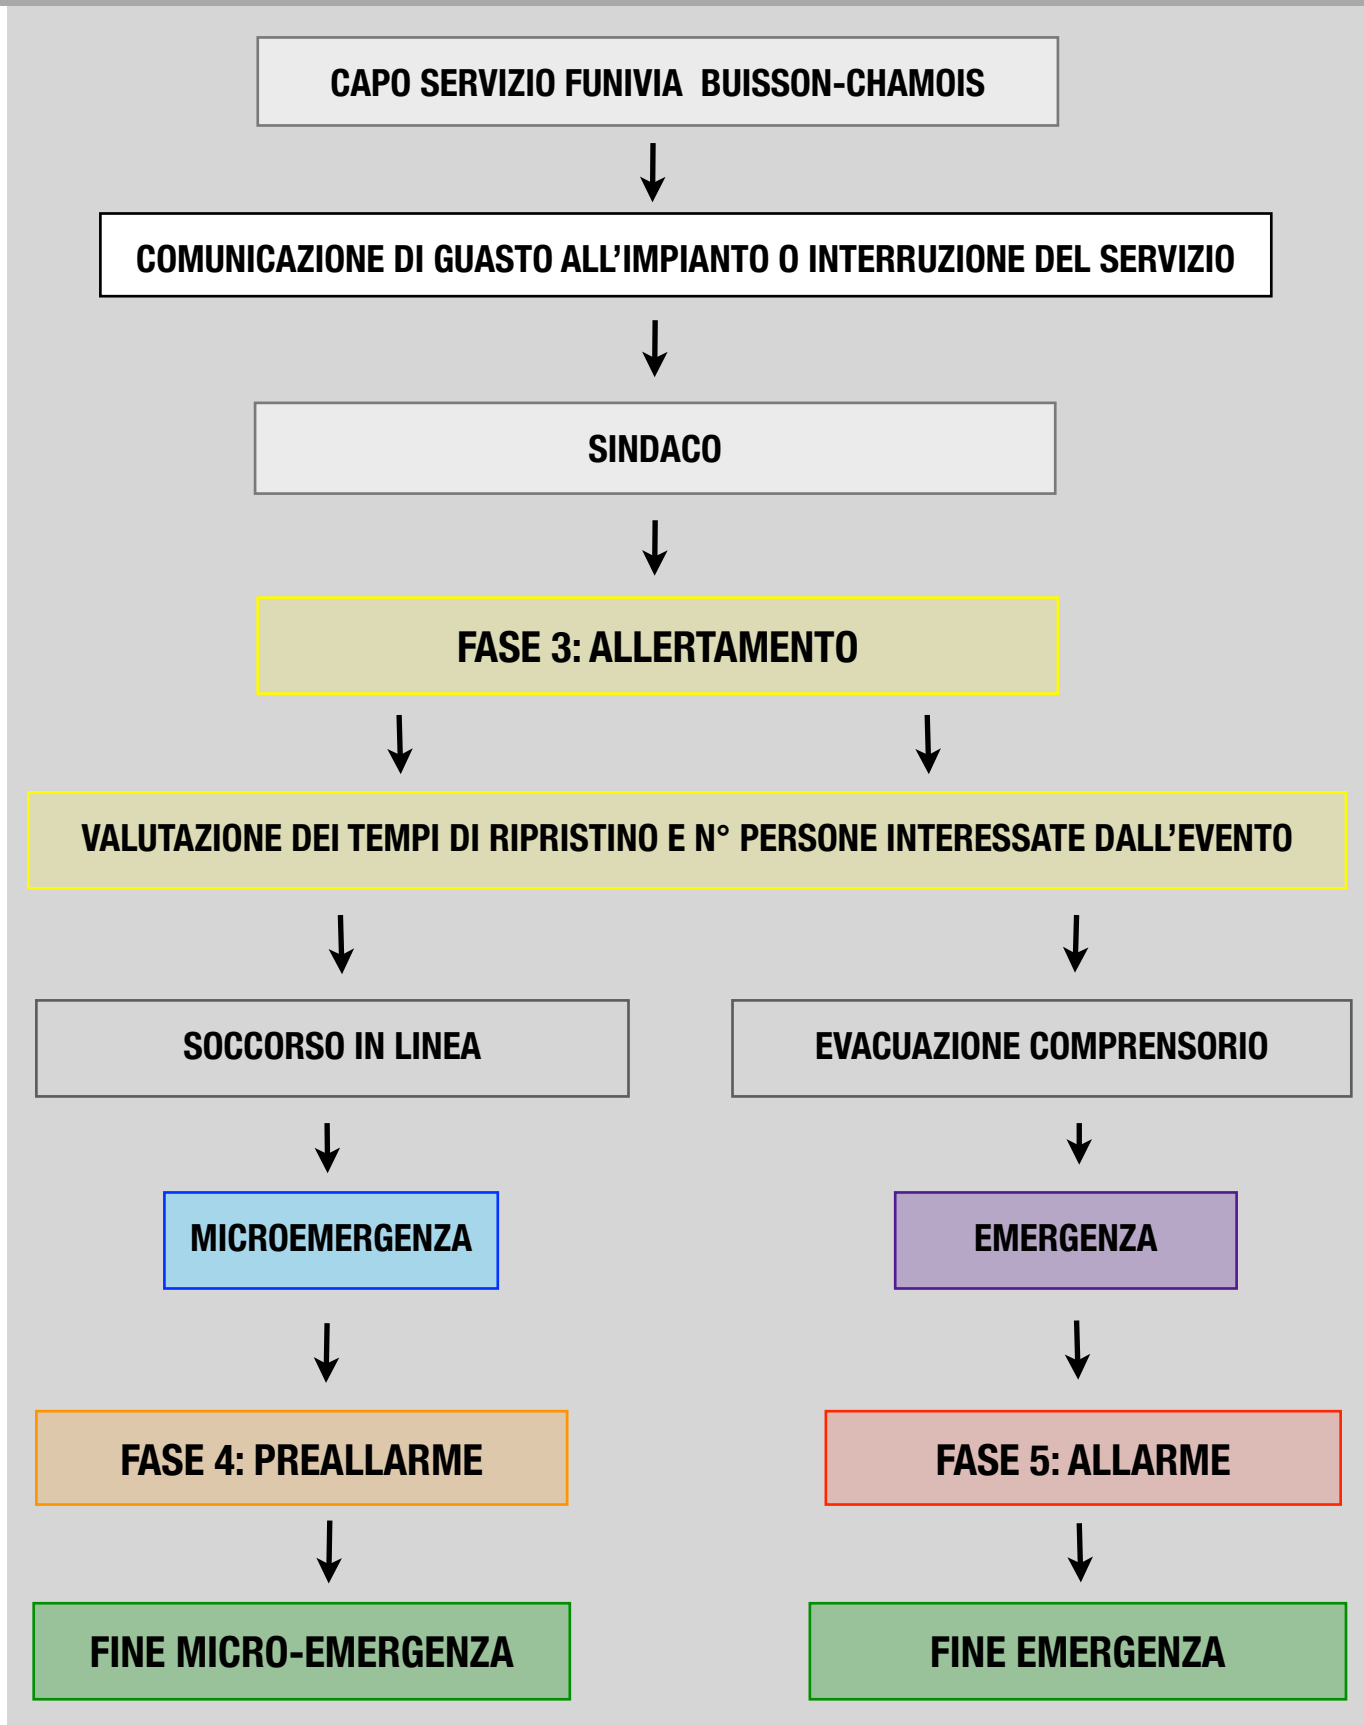 CAPO SERVIZIO FUNIVIA BUISSON-CHAMOIS
COMUNICAZIONE DI GUASTO ALL'IMPIANTO O INTERRUZIONE DEL SERVIZIO
SINDACO
FASE 3: ALLERTAMENTO
VALUTAZIONE DEI TEMPI DI RIPRISTINO E N° PERSONE INTERESSATE DALL'EVENTO
SOCCORSO IN LINEA
EVACUAZIONE COMPRENSORIO
MICROEMERGENZA
EMERGENZA
FASE 4: PREALLARME
FASE 5: ALLARME
FINE MICRO-EMERGENZA
FINE EMERGENZA